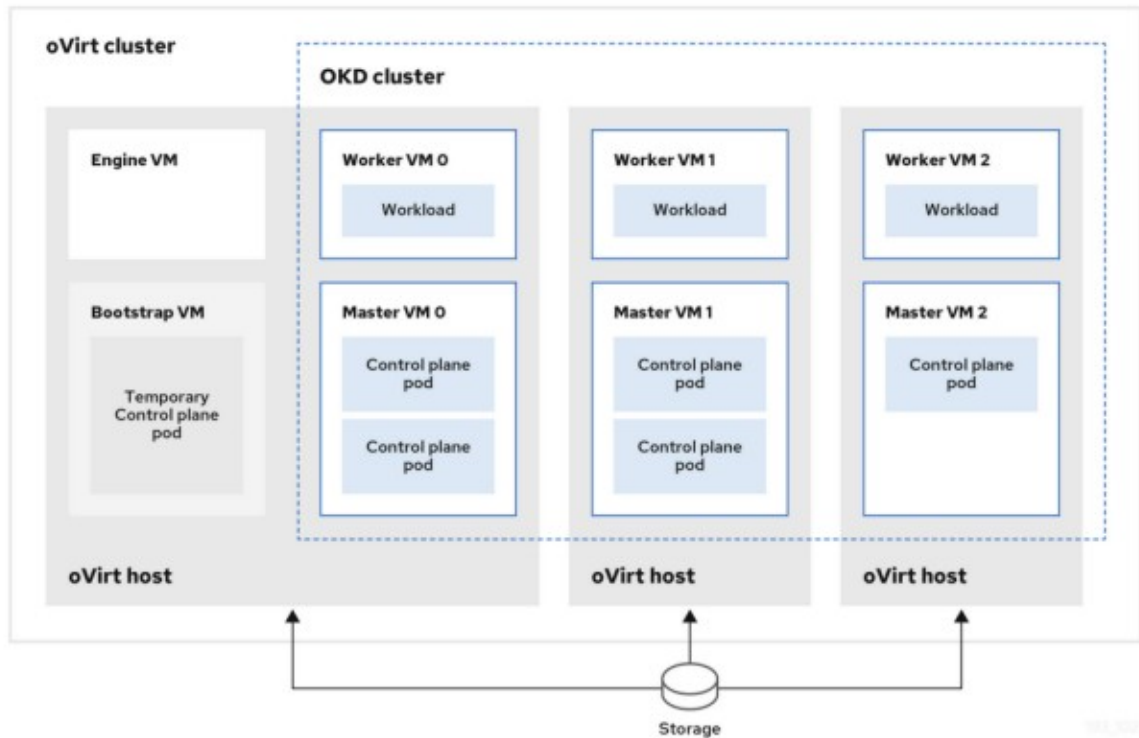 oVirt cluster
OKD cluster
Engine VM
Worker VM 0
Workload
Worker VM 1
Workload
Worker VM 2
Workload
Bootstrap VM
Temporary
Control plane
pod
Master VM 0
Control plane
pod
Control plane
pod
Master VM 1
Control plane
pod
Control plane
pod
Master VM 2
Control plane
pod
oVirt host
oVirt host
oVirt host
Storage